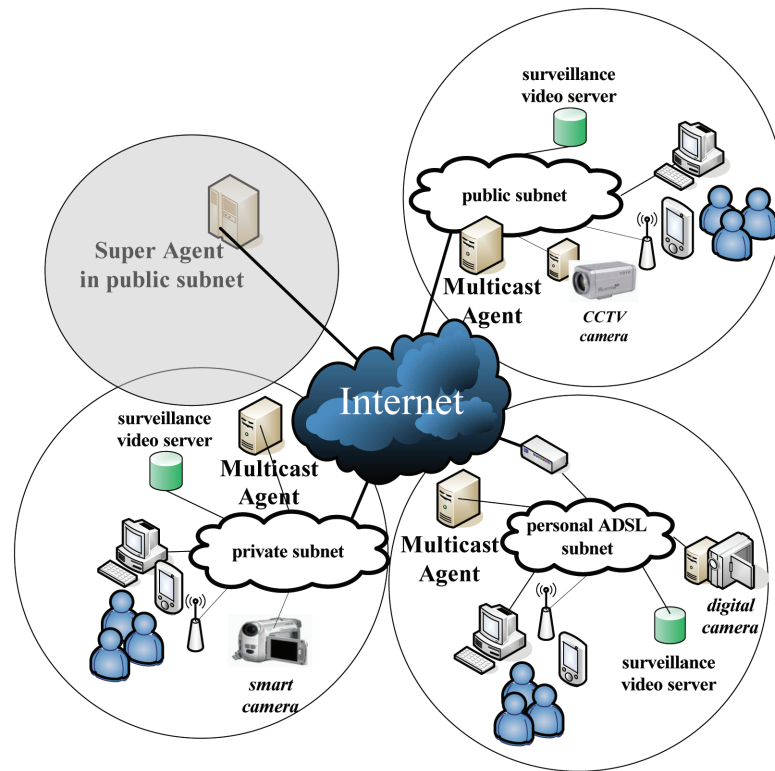 surveillance
video server
public subnet
Multicast
Agent
CCTV
camera
Super Agent
in public subnet
Internet
surveillance
video server
Multicast
Agent
private subnet
smart
camera
Multicast
Agent
personal ADSL
subnet
digital
camera
surveillance
video server